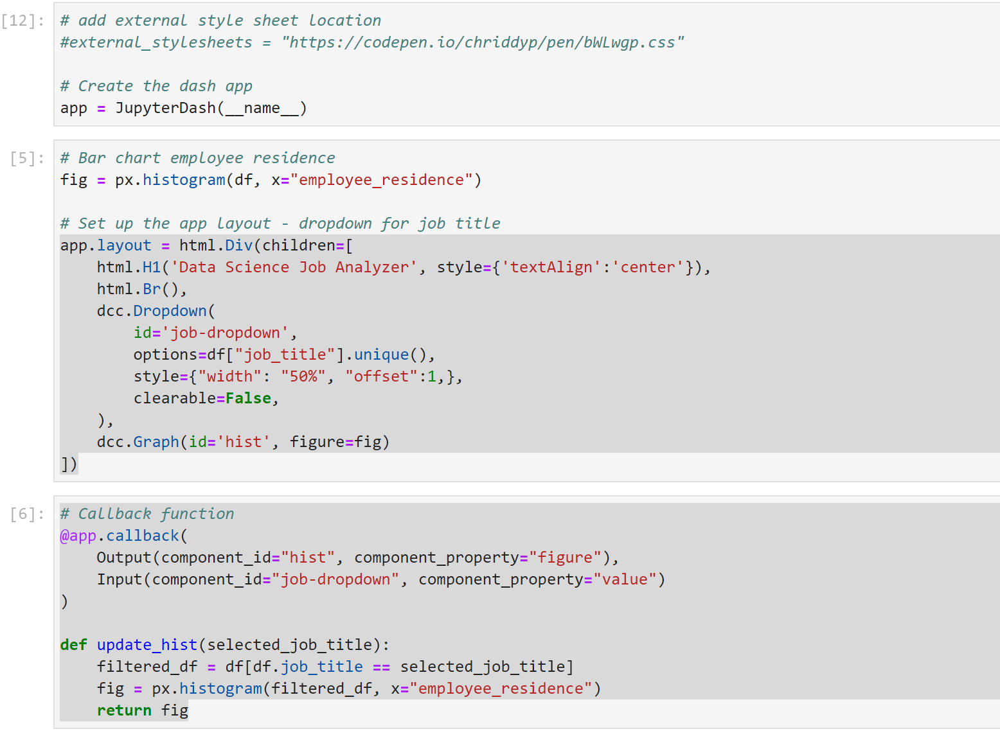 [12]:
# add external style sheet location
#external_stylesheets = "https://codepen.io/chriddyp/pen/bWLwgp.css"
# Create the dash app
app = JupyterDash(__name__)
[5]:
# Bar chart employee residence
fig = px.histogram(df, x="employee_residence")
# Set up the app layout - dropdown for job title
app.layout = html.Div(children=[
    html.H1('Data Science Job Analyzer', style={'textAlign':'center'}),
    html.Br(),
    dcc.Dropdown(
        id='job-dropdown',
        options=df["job_title"].unique(),
        style={"width": "50%", "offset":1,},
        clearable=False,
    ),
    dcc.Graph(id='hist', figure=fig)
])
[6]:
# Callback function
@app.callback(
    Output(component_id="hist", component_property="figure"),
    Input(component_id="job-dropdown", component_property="value")
)
def update_hist(selected_job_title):
    filtered_df = df[df.job_title == selected_job_title]
    fig = px.histogram(filtered_df, x="employee_residence")
    return fig